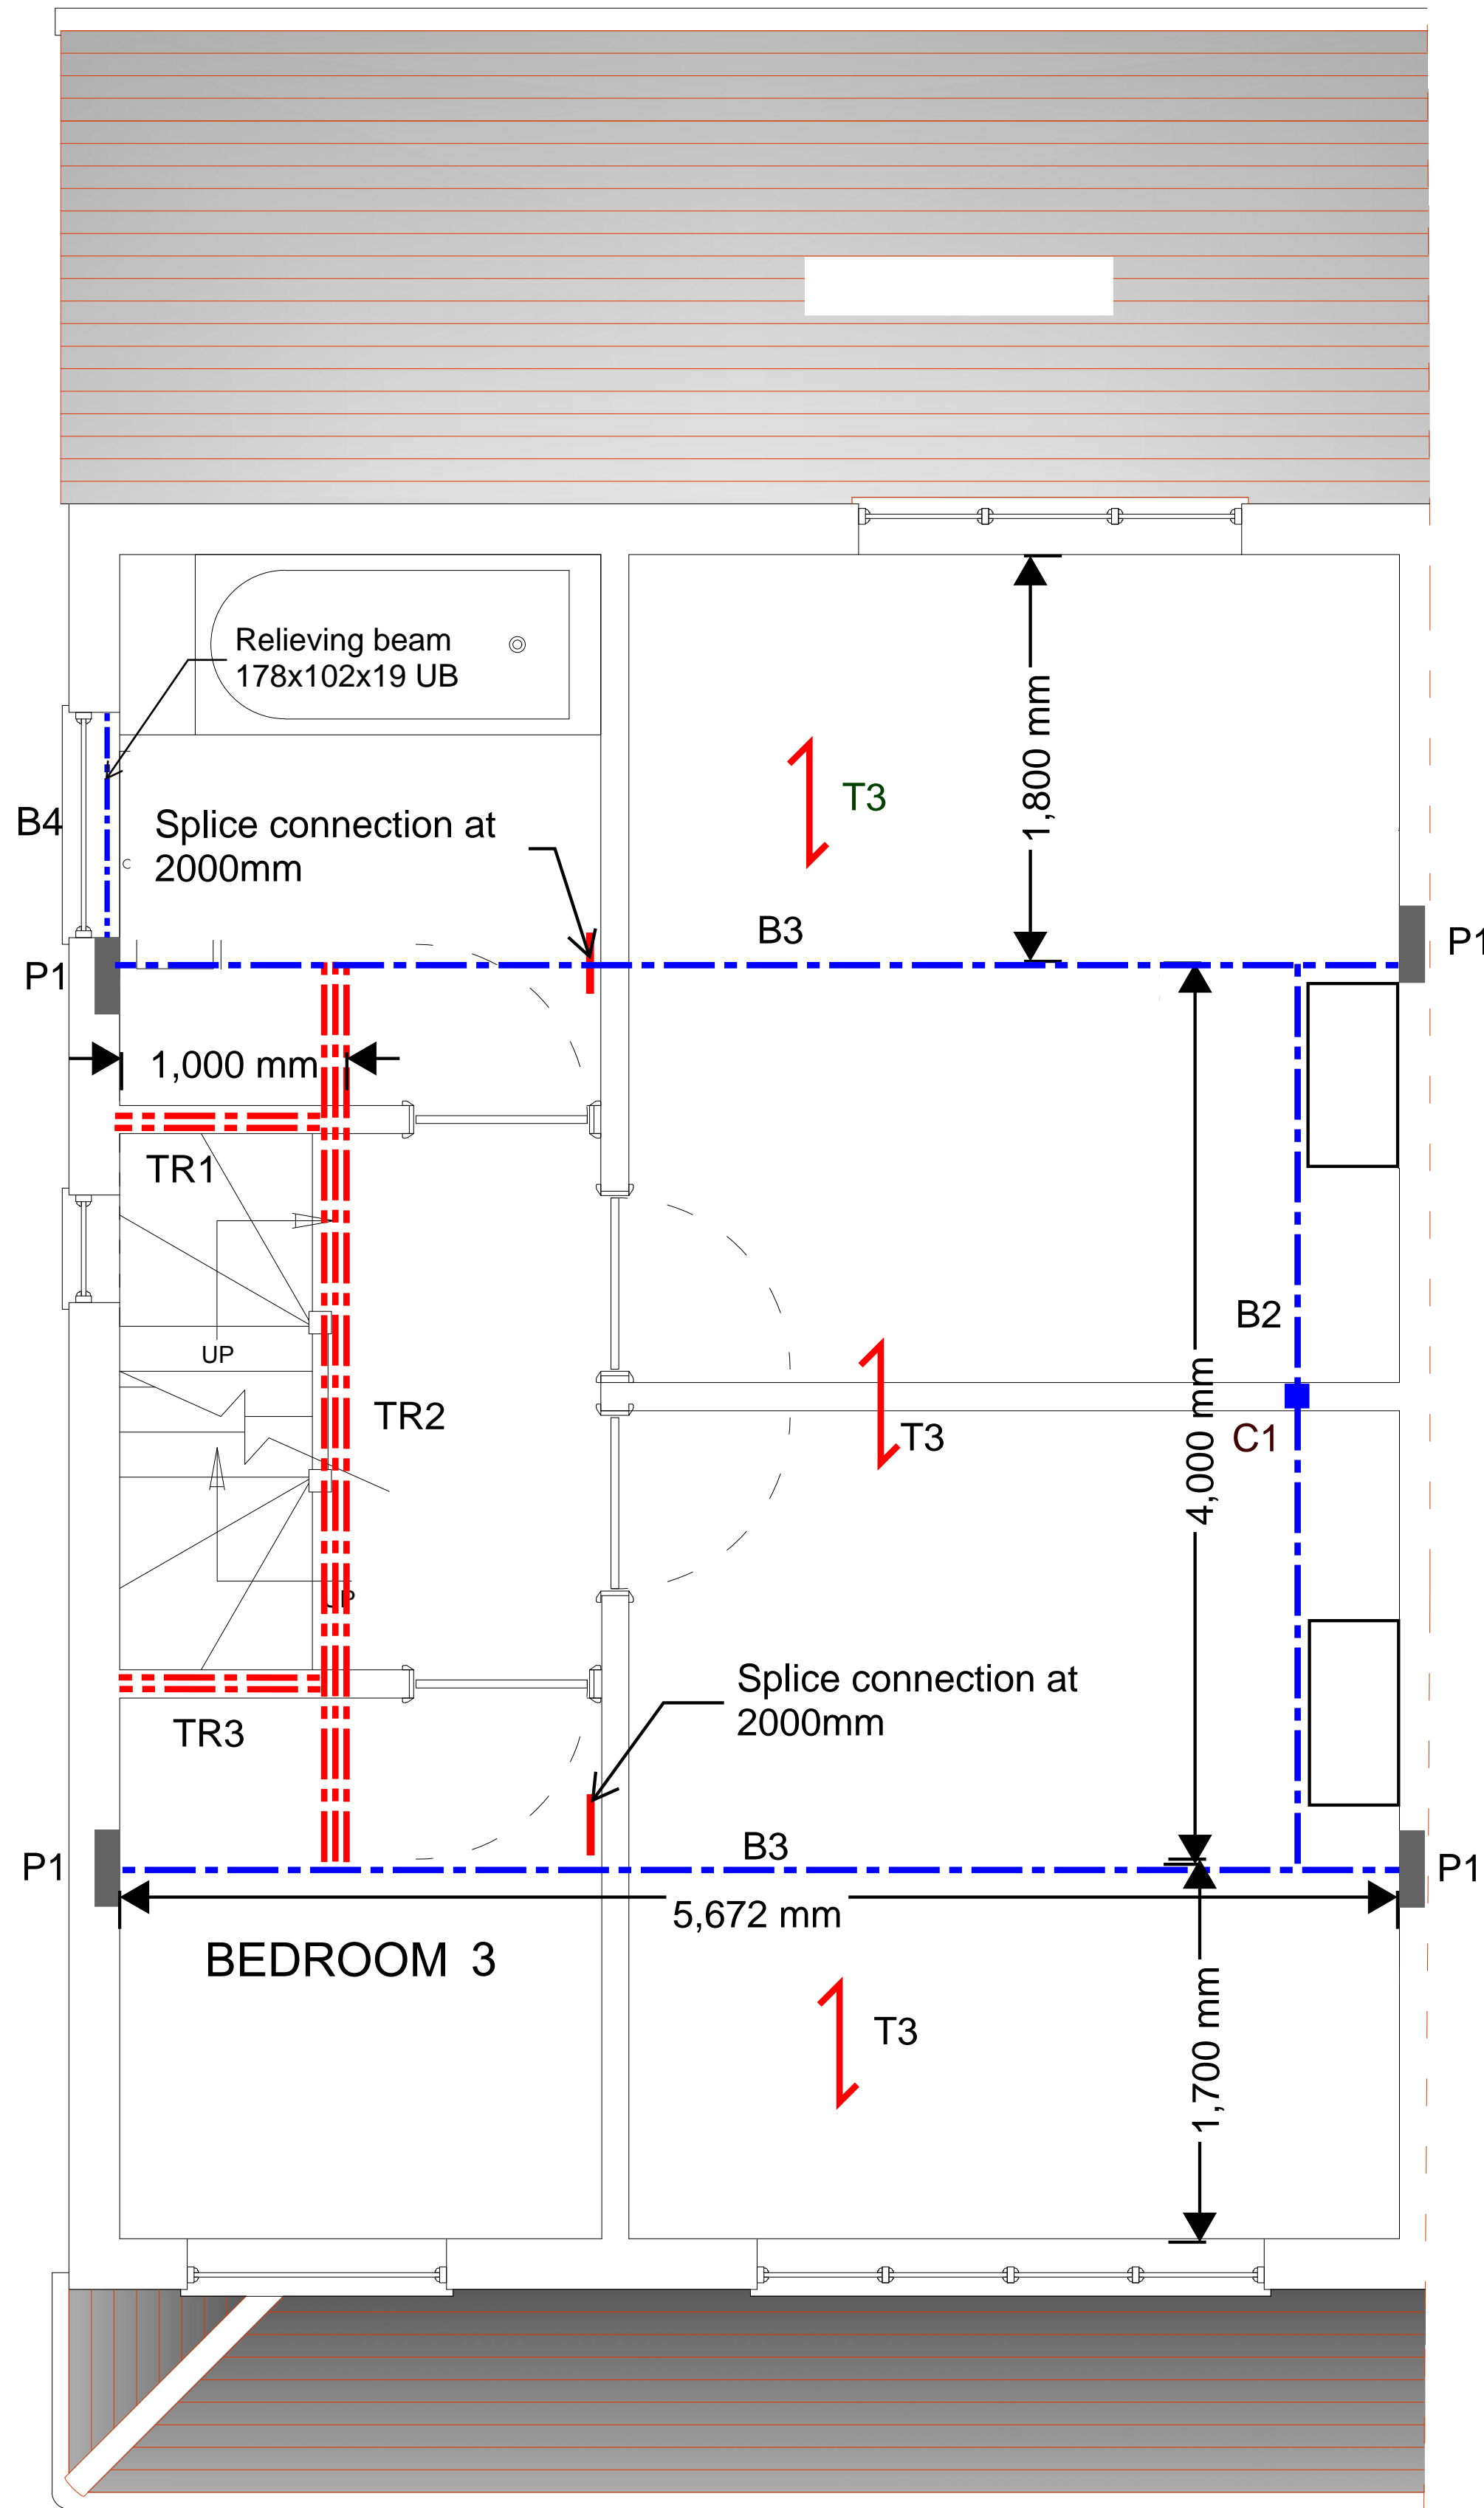 Relieving beam
178x102x19 UB
1,800 mm
T3
B4
Splice connection at
2000mm
B3
P1
P1
1,000 mm
TR1
B2
UP
TR2
T3
C1
4,000 mm
UP
Splice connection at
2000mm
TR3
B3
P1
P1
5,672 mm
BEDROOM 3
T3
1,700 mm